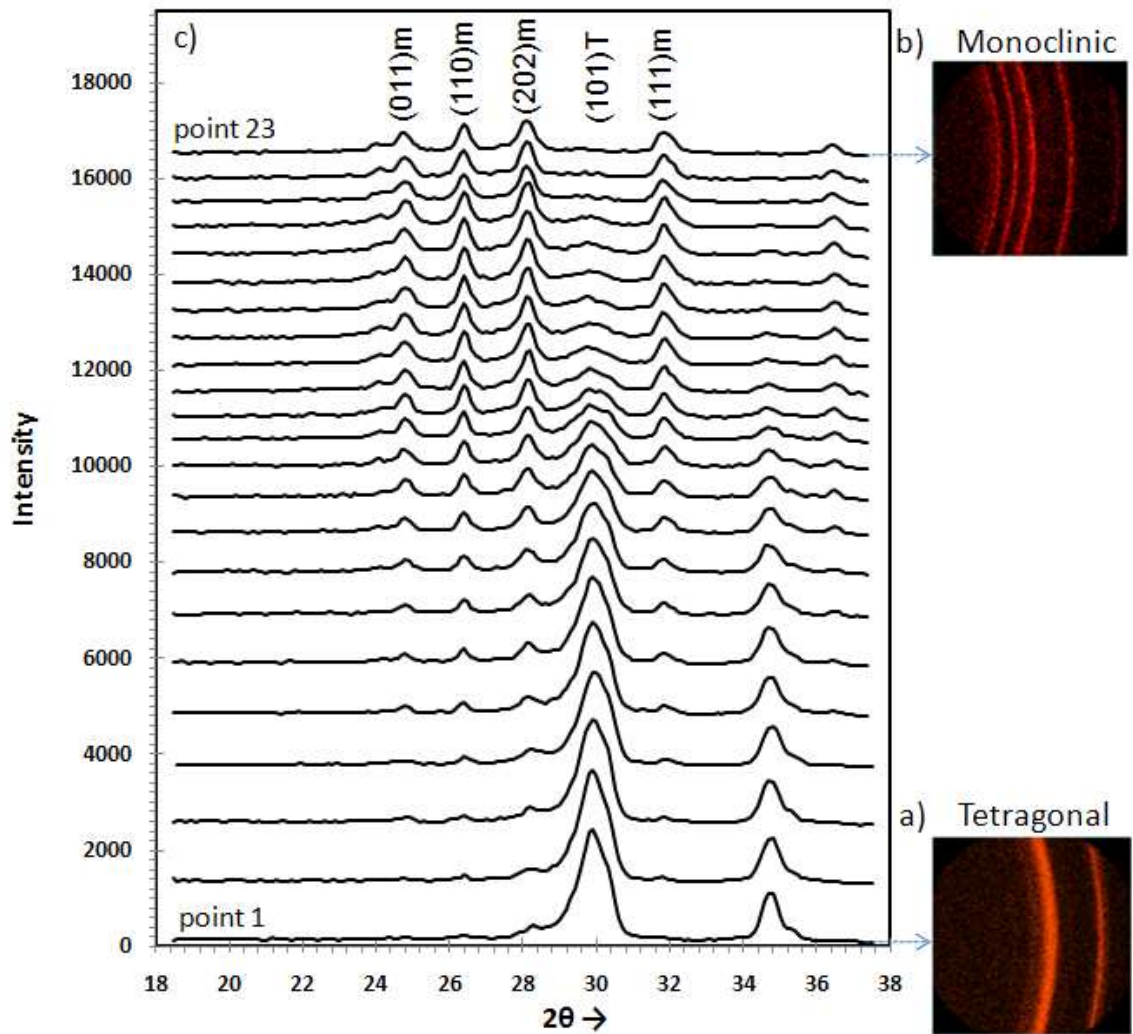 c)
(011)m
(110)m
(202)m
(101)T
(111)m
b) Monoclinic
18000
point 23
16000
14000
12000
10000
Intensity
8000
6000
4000
a) Tetragonal
2000
point 1
0
18 20 22 24 26 28 30 32 34 36 38
2θ →